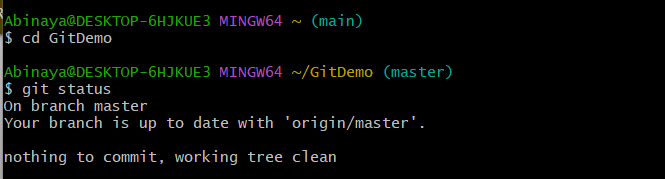 Abinaya@DESKTOP-6HJKUE3 MINGW64 ~ (main)
$ cd GitDemo
Abinaya@DESKTOP-6HJKUE3 MINGW64 ~/GitDemo (master)
$ git status
On branch master
Your branch is up to date with 'origin/master'.
nothing to commit, working tree clean